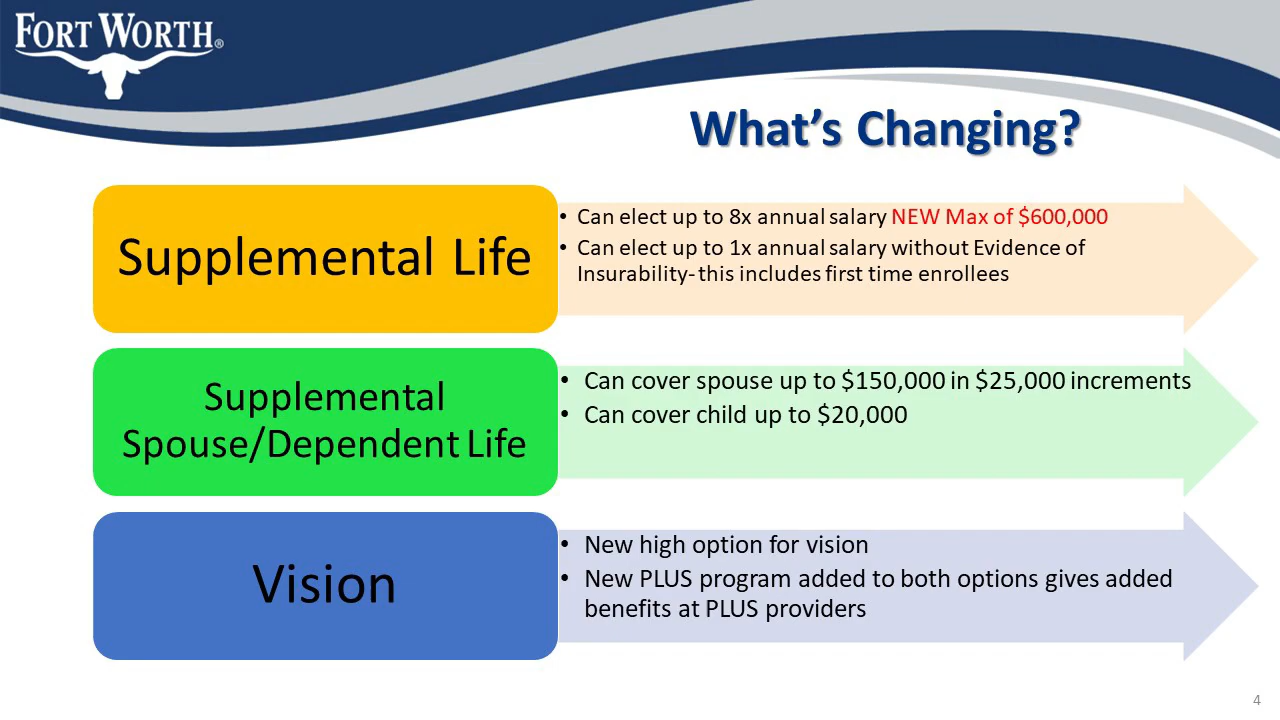 FORT WORTH®
What's Changing?
Supplemental Life
• Can elect up to 8x annual salary NEW Max of $600,000
• Can elect up to 1x annual salary without Evidence of
Insurability- this includes first time enrollees
Supplemental
Spouse/Dependent Life
• Can cover spouse up to $150,000 in $25,000 increments
• Can cover child up to $20,000
Vision
• New high option for vision
• New PLUS program added to both options gives added
benefits at PLUS providers
4